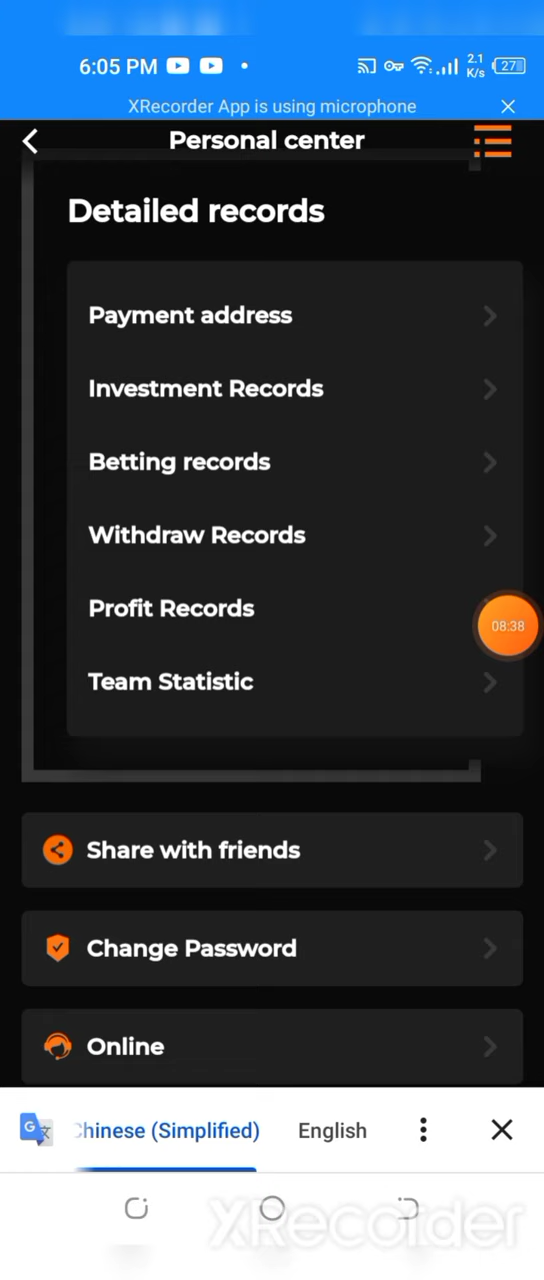 6:05 PM
2.1
K/s
27
XRecorder App is using microphone
Personal center
Detailed records
Payment address
Investment Records
Betting records
Withdraw Records
Profit Records
08:38
Team Statistic
Share with friends
Change Password
Online
Chinese (Simplified)
English
XRecorder